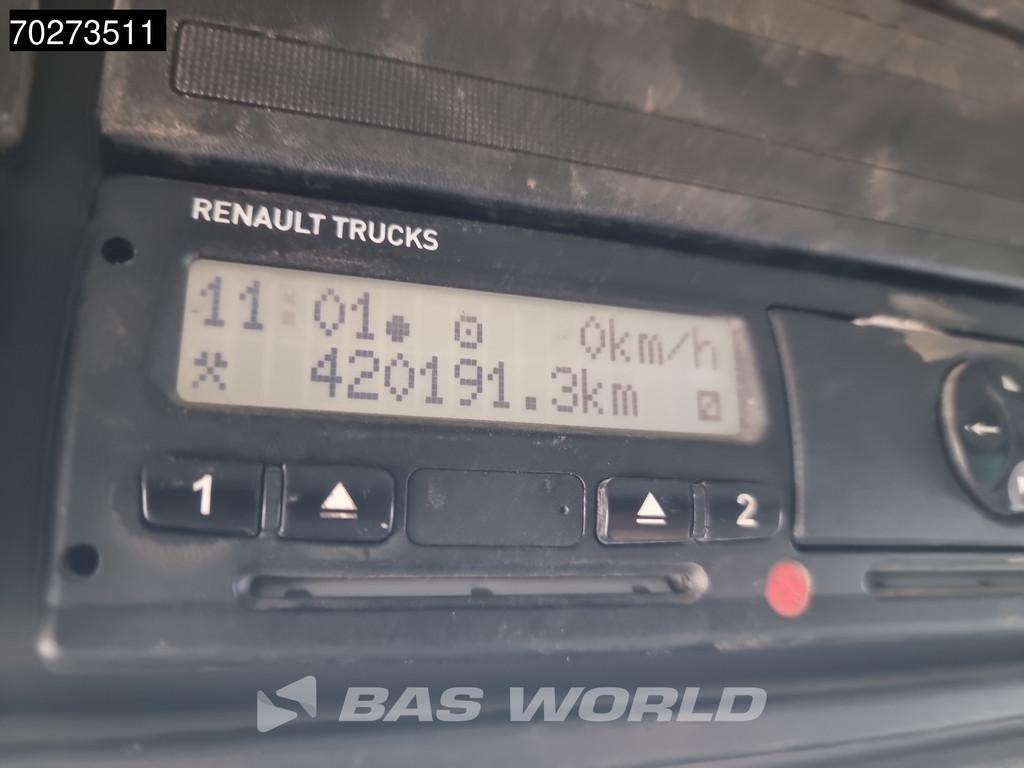 70273511
RENAULT TRUCKS
11:01 0km/h
420191.3km
1 2
BAS WORLD